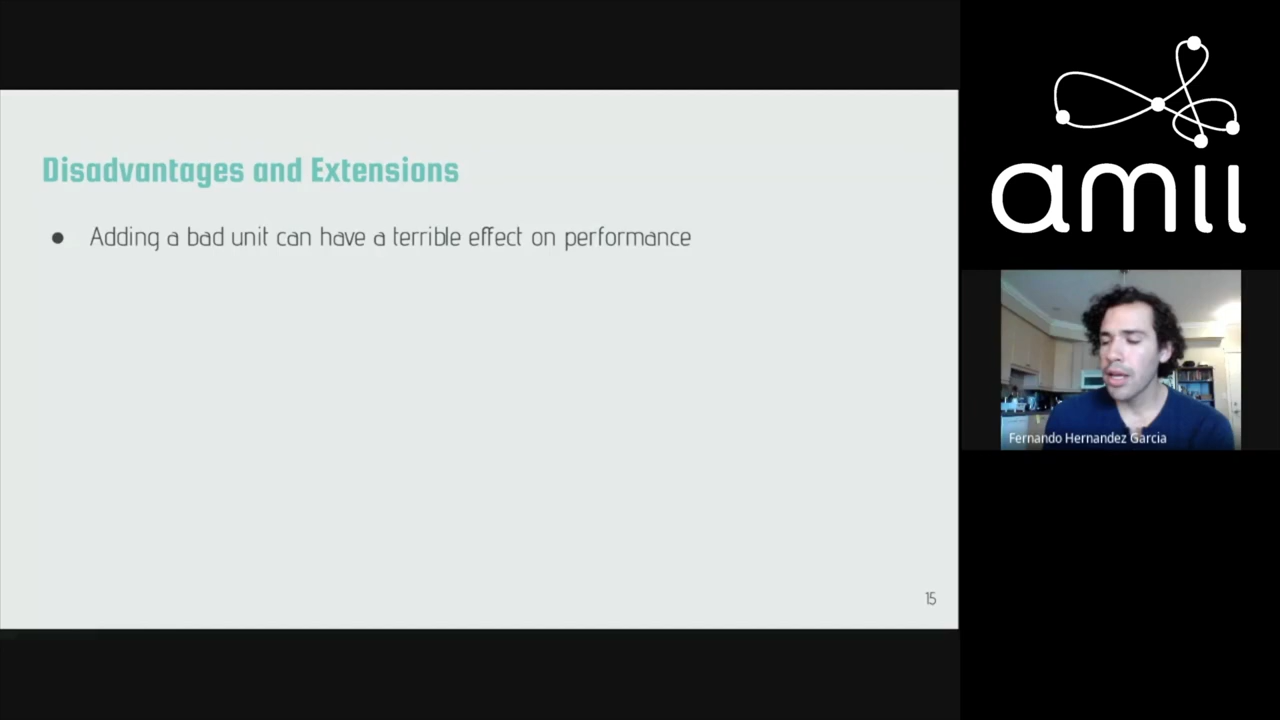 Disadvantages and Extensions
● Adding a bad unit can have a terrible effect on performance
15
amii
Fernando Hernandez Garcia